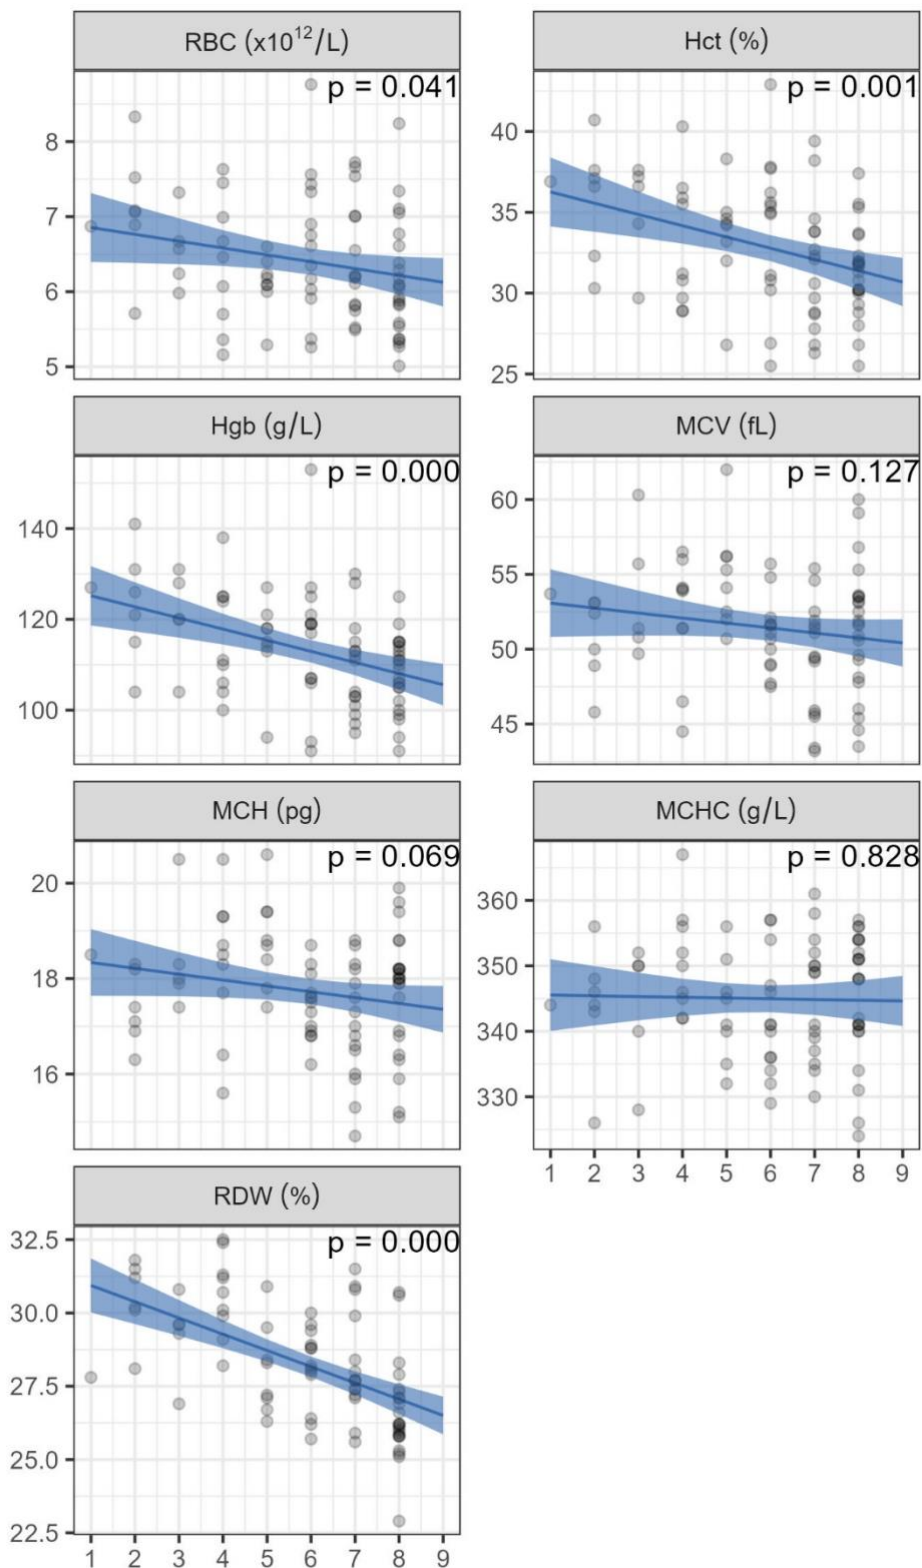 RBC (x10¹²/L)
p = 0.041
8
7
6
5
Hct (%)
p = 0.001
40
35
30
25
Hgb (g/L)
p = 0.000
140
120
100
MCV (fL)
p = 0.127
60
55
50
45
MCH (pg)
p = 0.069
20
18
16
MCHC (g/L)
p = 0.828
360
350
340
330
1 2 3 4 5 6 7 8 9
RDW (%)
p = 0.000
32.5
30.0
27.5
25.0
22.5
1 2 3 4 5 6 7 8 9